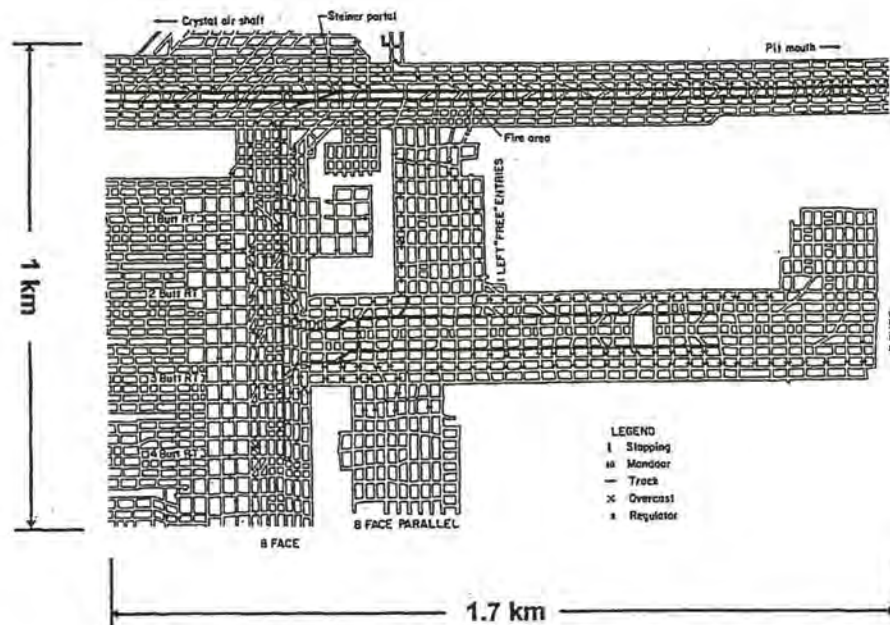 Crystal air shaft
Steiner portal
Pit mouth
Fire area
1 LEFT "FREE" ENTRIES
1 Butt RT
2 Butt RT
3 Butt RT
4 Butt RT
1 km
LEGEND
Stopping
Mandoor
Track
Overcast
Regulator
8 FACE PARALLEL
8 FACE
1.7 km